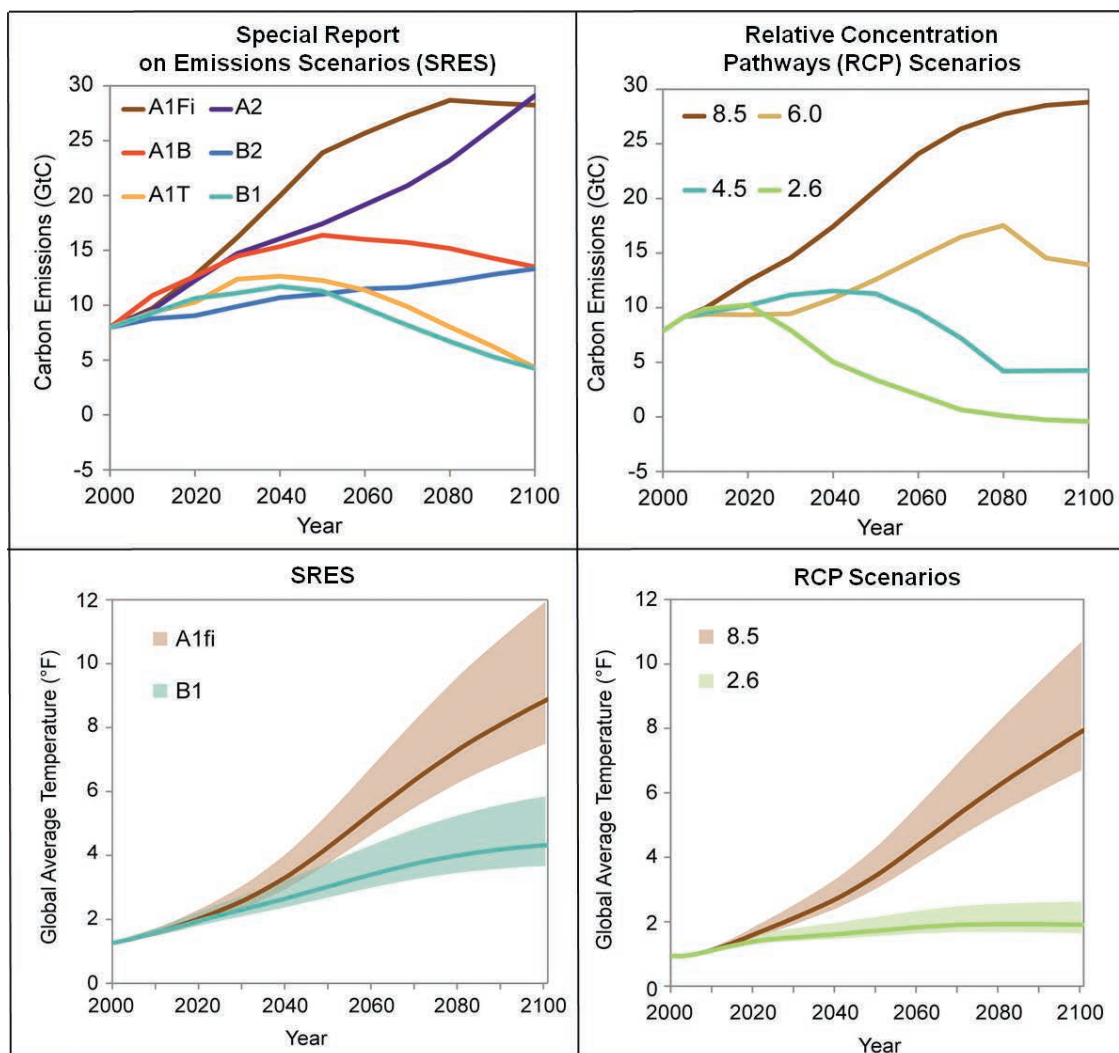 Special Report
on Emissions Scenarios (SRES)
Carbon Emissions (GtC)
30
25
20
15
10
5
0
-5
A1Fi A2
A1B B2
A1T B1
2000 2020 2040 2060 2080 2100
Year
Relative Concentration
Pathways (RCP) Scenarios
Carbon Emissions (GtC)
30
25
20
15
10
5
0
-5
8.5 6.0
4.5 2.6
2000 2020 2040 2060 2080 2100
Year
SRES
Global Average Temperature (°F)
12
10
8
6
4
2
0
A1fi
B1
2000 2020 2040 2060 2080 2100
Year
RCP Scenarios
Global Average Temperature (°F)
12
10
8
6
4
2
0
8.5
2.6
2000 2020 2040 2060 2080 2100
Year